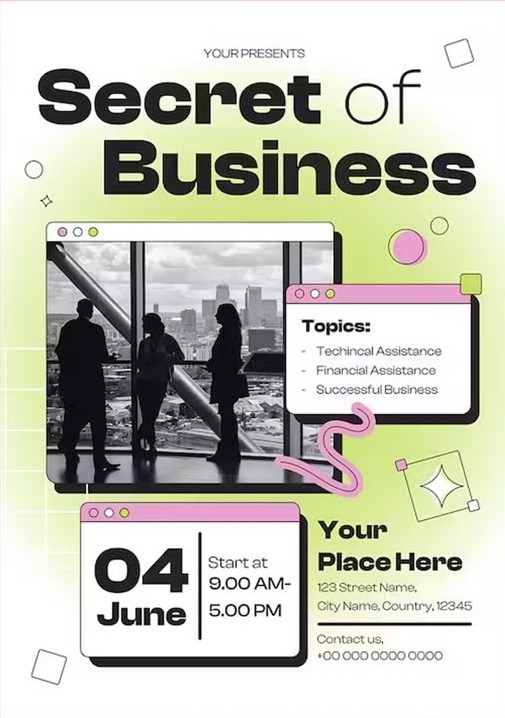 YOUR PRESENTS
Secret of
Business
Topics:
- Techincal Assistance
- Financial Assistance
- Successful Business
04
June
Start at
9.00 AM-
5.00 PM
Your
Place Here
123 Street Name,
City Name, Country, 12345
Contact us,
+00 000 0000 0000